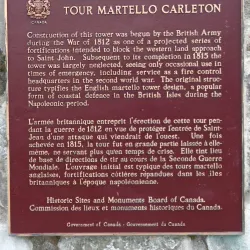 CANADA
TOUR MARTELLO CARLETON
Construction of this tower was begun by the British Army
during the War of 1812 as one of a projected series of
fortifications intended to block the western land approach
to Saint John. Subsequent to its completion in 1815 the
tower was largely neglected, seeing only occasional use in
times of emergency, including service as a fire control
headquarters in the second world war. The original struc-
ture typifies the English martello tower design, a popular
form of coastal defence in the British Isles during the
Napoleonic period.
L'armée britannique entreprit l'érection de cette tour pen-
dant la guerre de 1812 en vue de protéger l'entrée de Saint-
Jean d'une attaque qui viendrait de l'ouest. Une fois
achevée en 1815, la tour fut en grande partie laissée à elle-
même, ne servant plus qu'en temps de crise. Elle tint lieu
de base de directions de tir au cours de la Seconde Guerre
Mondiale. L'ouvrage initial est typique des tours martello
anglaises, fortifications côtières répandues dans les îles
britanniques à l'époque napoléonienne.
Historic Sites and Monuments Board of Canada.
Commission des lieux et monuments historiques du Canada.
Government of Canada - Gouvernement du Canada